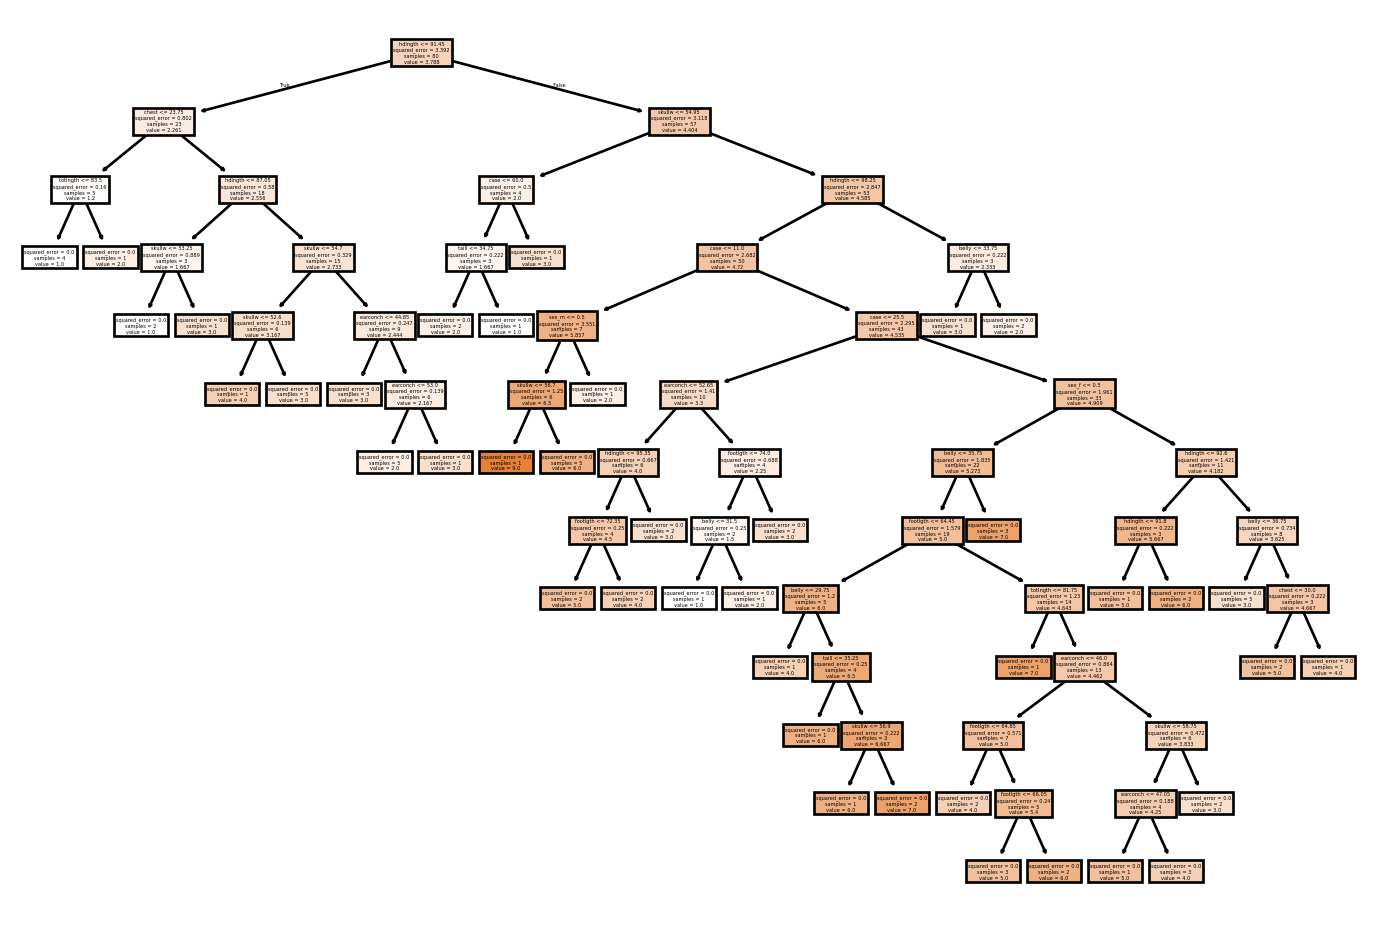 hdlngth <= 91.45
squared_error = 3.392
samples = 80
value = 3.788
True
False
chest <= 23.75
squared_error = 0.802
samples = 23
value = 2.261
skullw <= 54.95
squared_error = 3.118
samples = 57
value = 4.404
totlngth <= 83.5
squared_error = 0.16
samples = 5
value = 1.2
hdlngth <= 87.05
squared_error = 0.58
samples = 18
value = 2.556
case <= 60.0
squared_error = 0.5
samples = 4
value = 2.0
hdlngth <= 98.25
squared_error = 2.847
samples = 53
value = 4.585
squared_error = 0.0
samples = 4
value = 1.0
squared_error = 0.0
samples = 1
value = 2.0
skullw <= 53.25
squared_error = 0.889
samples = 3
value = 1.667
skullw <= 54.7
squared_error = 0.329
samples = 15
value = 2.733
taill <= 34.75
squared_error = 0.222
samples = 3
value = 1.667
squared_error = 0.0
samples = 1
value = 3.0
case <= 11.0
squared_error = 2.682
samples = 50
value = 4.72
belly <= 33.75
squared_error = 0.222
samples = 3
value = 2.333
squared_error = 0.0
samples = 2
value = 1.0
squared_error = 0.0
samples = 1
value = 3.0
skullw <= 52.6
squared_error = 0.139
samples = 6
value = 3.167
earconch <= 44.85
squared_error = 0.247
samples = 9
value = 2.444
squared_error = 0.0
samples = 2
value = 2.0
squared_error = 0.0
samples = 1
value = 1.0
sex_m <= 0.5
squared_error = 3.551
samples = 7
value = 5.857
case <= 25.5
squared_error = 2.295
samples = 43
value = 4.535
squared_error = 0.0
samples = 1
value = 3.0
squared_error = 0.0
samples = 2
value = 2.0
squared_error = 0.0
samples = 1
value = 4.0
squared_error = 0.0
samples = 5
value = 3.0
squared_error = 0.0
samples = 3
value = 3.0
earconch <= 53.0
squared_error = 0.139
samples = 6
value = 2.167
skullw <= 56.7
squared_error = 1.25
samples = 6
value = 6.5
squared_error = 0.0
samples = 1
value = 2.0
earconch <= 52.65
squared_error = 1.41
samples = 10
value = 3.3
sex_f <= 0.5
squared_error = 1.961
samples = 33
value = 4.909
squared_error = 0.0
samples = 5
value = 2.0
squared_error = 0.0
samples = 1
value = 3.0
squared_error = 0.0
samples = 1
value = 9.0
squared_error = 0.0
samples = 5
value = 6.0
hdlngth <= 95.35
squared_error = 0.667
samples = 6
value = 4.0
footlgth <= 74.0
squared_error = 0.688
samples = 4
value = 2.25
belly <= 35.75
squared_error = 1.835
samples = 22
value = 5.273
hdlngth <= 92.6
squared_error = 1.421
samples = 11
value = 4.182
footlgth <= 72.35
squared_error = 0.25
samples = 4
value = 4.5
squared_error = 0.0
samples = 2
value = 3.0
belly <= 31.5
squared_error = 0.25
samples = 2
value = 1.5
squared_error = 0.0
samples = 2
value = 3.0
footlgth <= 64.45
squared_error = 1.579
samples = 19
value = 5.0
squared_error = 0.0
samples = 3
value = 7.0
hdlngth <= 91.8
squared_error = 0.222
samples = 3
value = 5.667
belly <= 36.75
squared_error = 0.734
samples = 8
value = 3.625
squared_error = 0.0
samples = 2
value = 5.0
squared_error = 0.0
samples = 2
value = 4.0
squared_error = 0.0
samples = 1
value = 1.0
squared_error = 0.0
samples = 1
value = 2.0
belly <= 29.75
squared_error = 1.2
samples = 5
value = 6.0
totlngth <= 81.75
squared_error = 1.23
samples = 14
value = 4.643
squared_error = 0.0
samples = 1
value = 5.0
squared_error = 0.0
samples = 2
value = 6.0
squared_error = 0.0
samples = 5
value = 3.0
chest <= 30.0
squared_error = 0.222
samples = 3
value = 4.667
squared_error = 0.0
samples = 1
value = 4.0
taill <= 35.25
squared_error = 0.25
samples = 4
value = 6.5
squared_error = 0.0
samples = 1
value = 7.0
earconch <= 46.0
squared_error = 0.864
samples = 13
value = 4.462
squared_error = 0.0
samples = 2
value = 5.0
squared_error = 0.0
samples = 1
value = 4.0
squared_error = 0.0
samples = 1
value = 6.0
skullw <= 56.9
squared_error = 0.222
samples = 3
value = 6.667
footlgth <= 64.85
squared_error = 0.571
samples = 7
value = 5.0
skullw <= 58.75
squared_error = 0.472
samples = 6
value = 3.833
squared_error = 0.0
samples = 1
value = 6.0
squared_error = 0.0
samples = 2
value = 7.0
squared_error = 0.0
samples = 2
value = 4.0
footlgth <= 66.05
squared_error = 0.24
samples = 5
value = 5.4
earconch <= 47.05
squared_error = 0.188
samples = 4
value = 4.25
squared_error = 0.0
samples = 2
value = 3.0
squared_error = 0.0
samples = 3
value = 5.0
squared_error = 0.0
samples = 2
value = 6.0
squared_error = 0.0
samples = 1
value = 5.0
squared_error = 0.0
samples = 3
value = 4.0